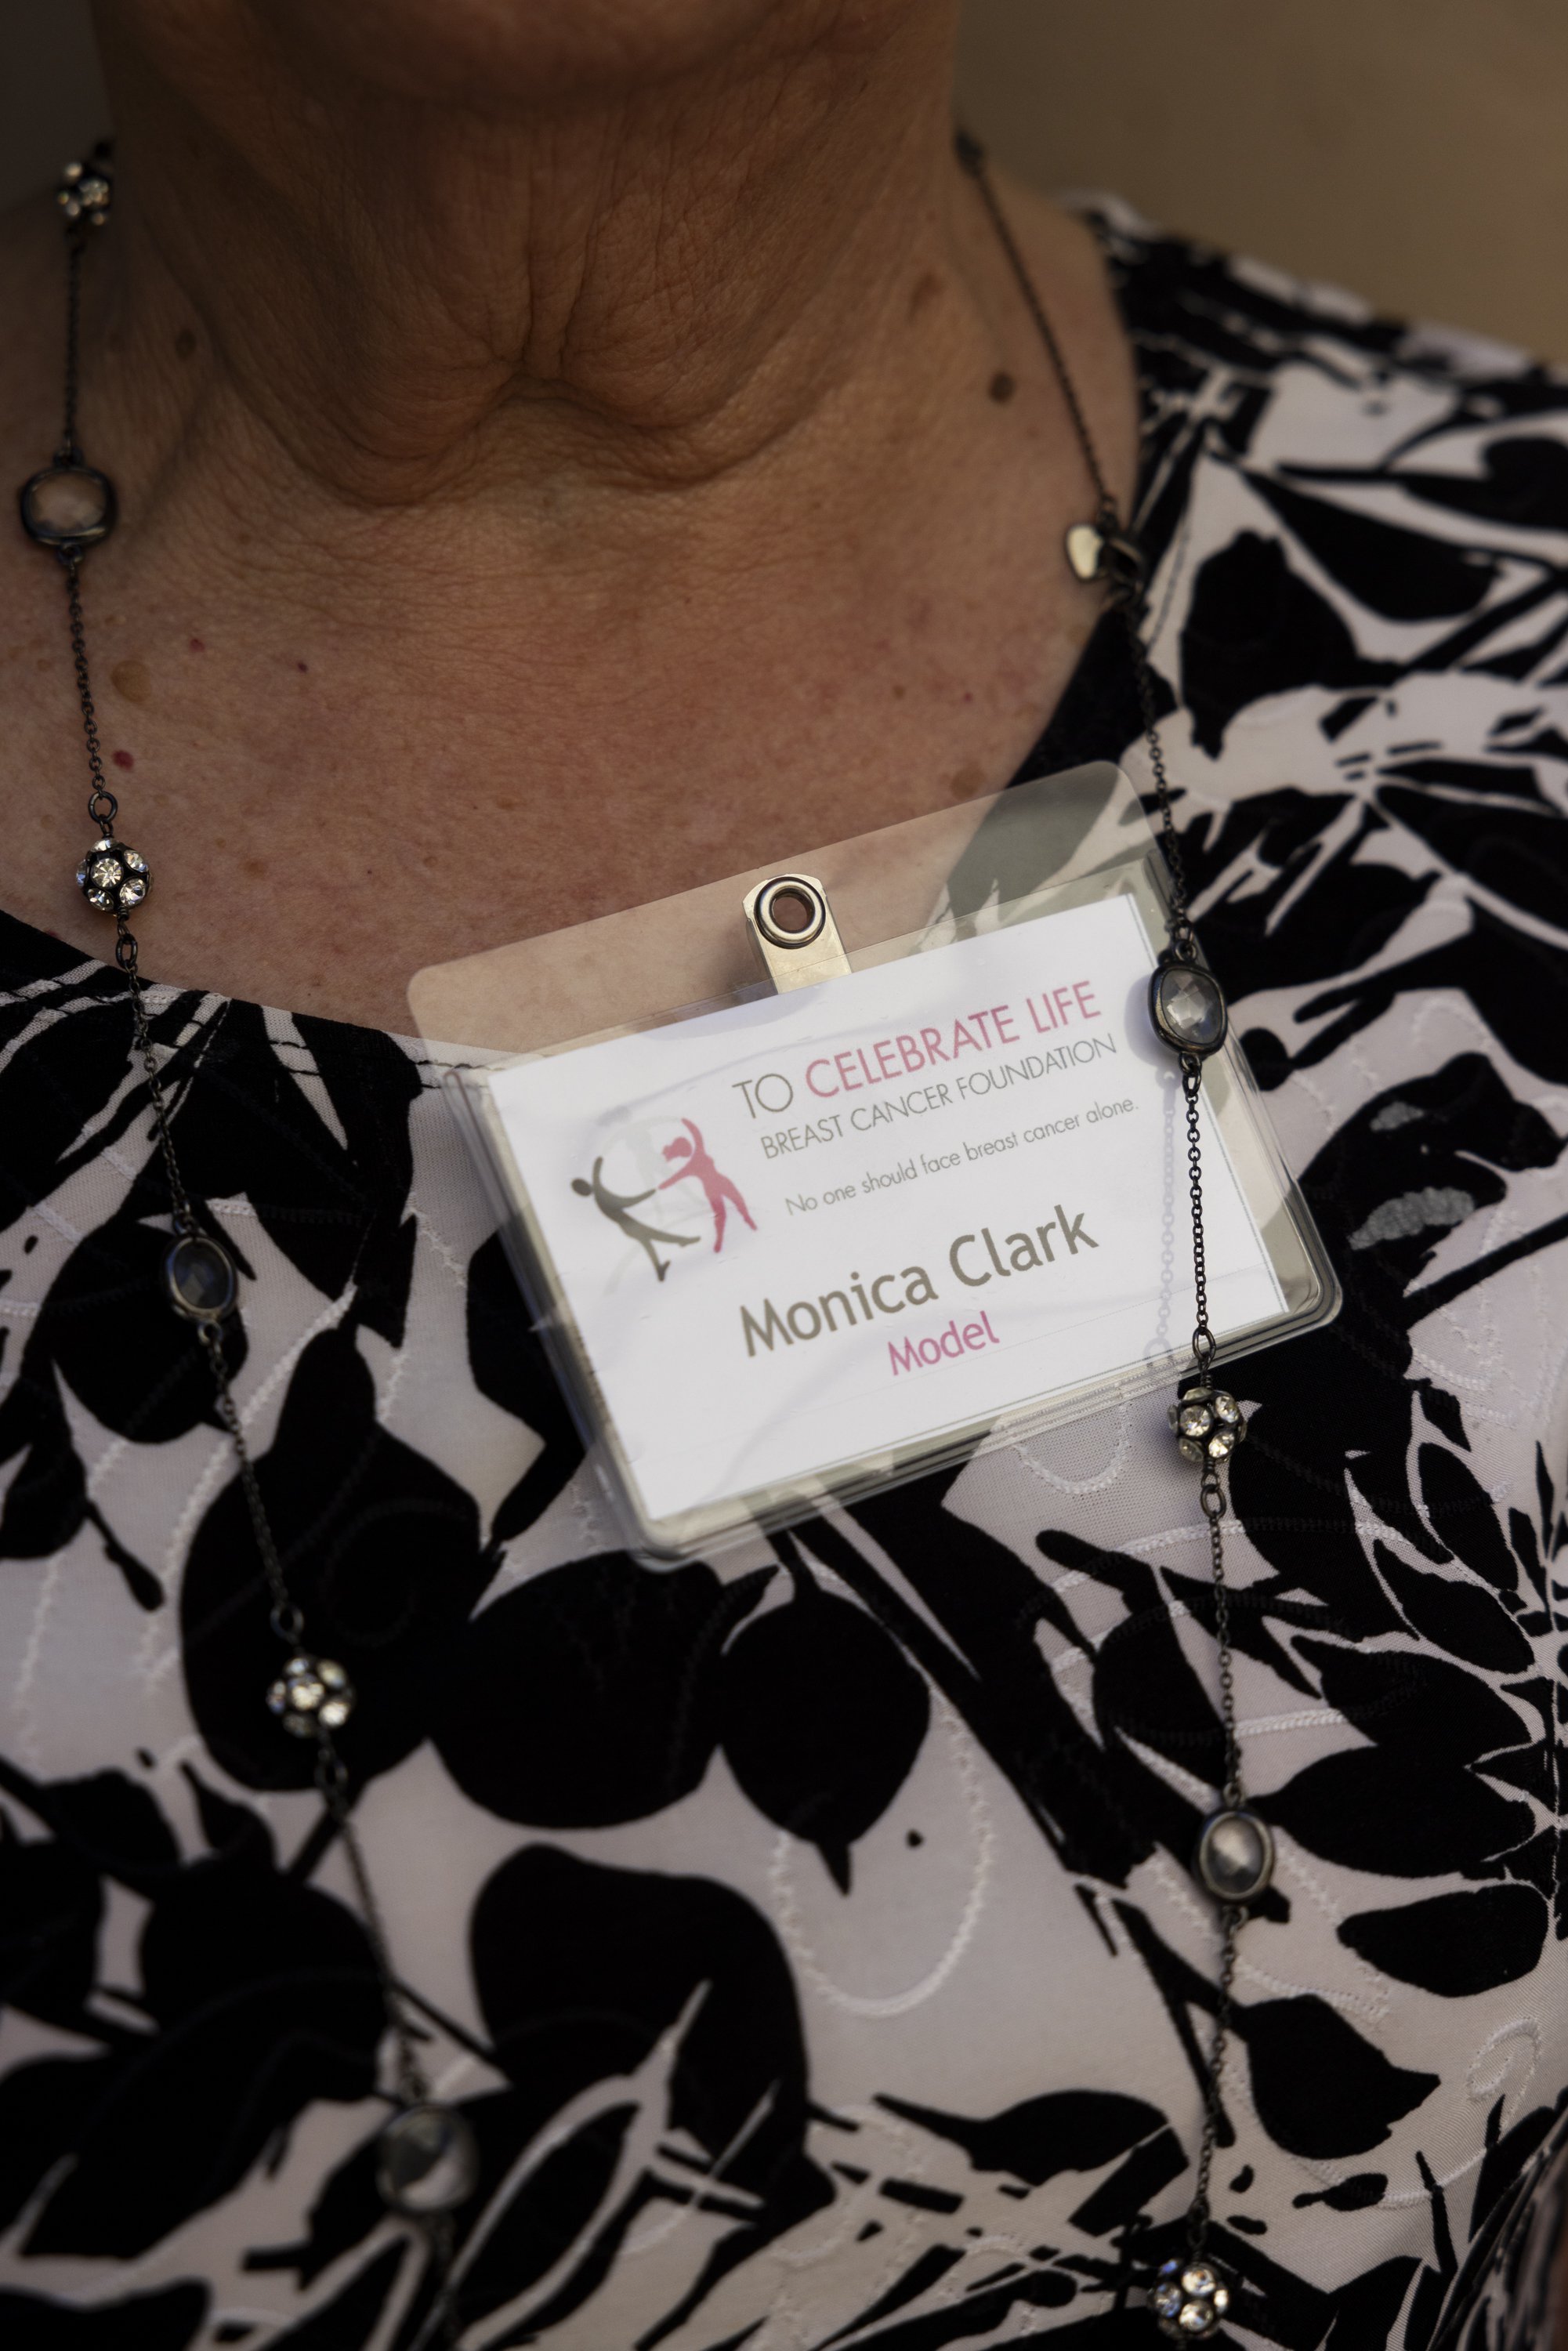 TO CELEBRATE LIFE
BREAST CANCER FOUNDATION
No one should face breast cancer alone.
Monica Clark
Model